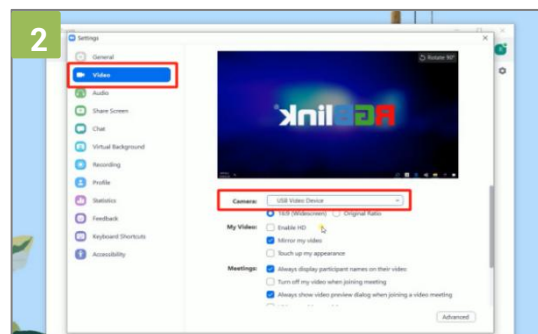 2
Settings
General
Video
Audio
Share Screen
Chat
Virtual Background
Recording
Profile
Statistics
Feedback
Keyboard Shortcuts
Accessibility
Rotate 90°
RGBlink
Camera: USB Video Device
16:9 (Widescreen) Original Ratio
My Video: Enable HD
Mirror my video
Touch up my appearance
Meetings: Always display participant names on their video
Turn off my video when joining meeting
Always show video preview dialog when joining a video meeting
Advanced